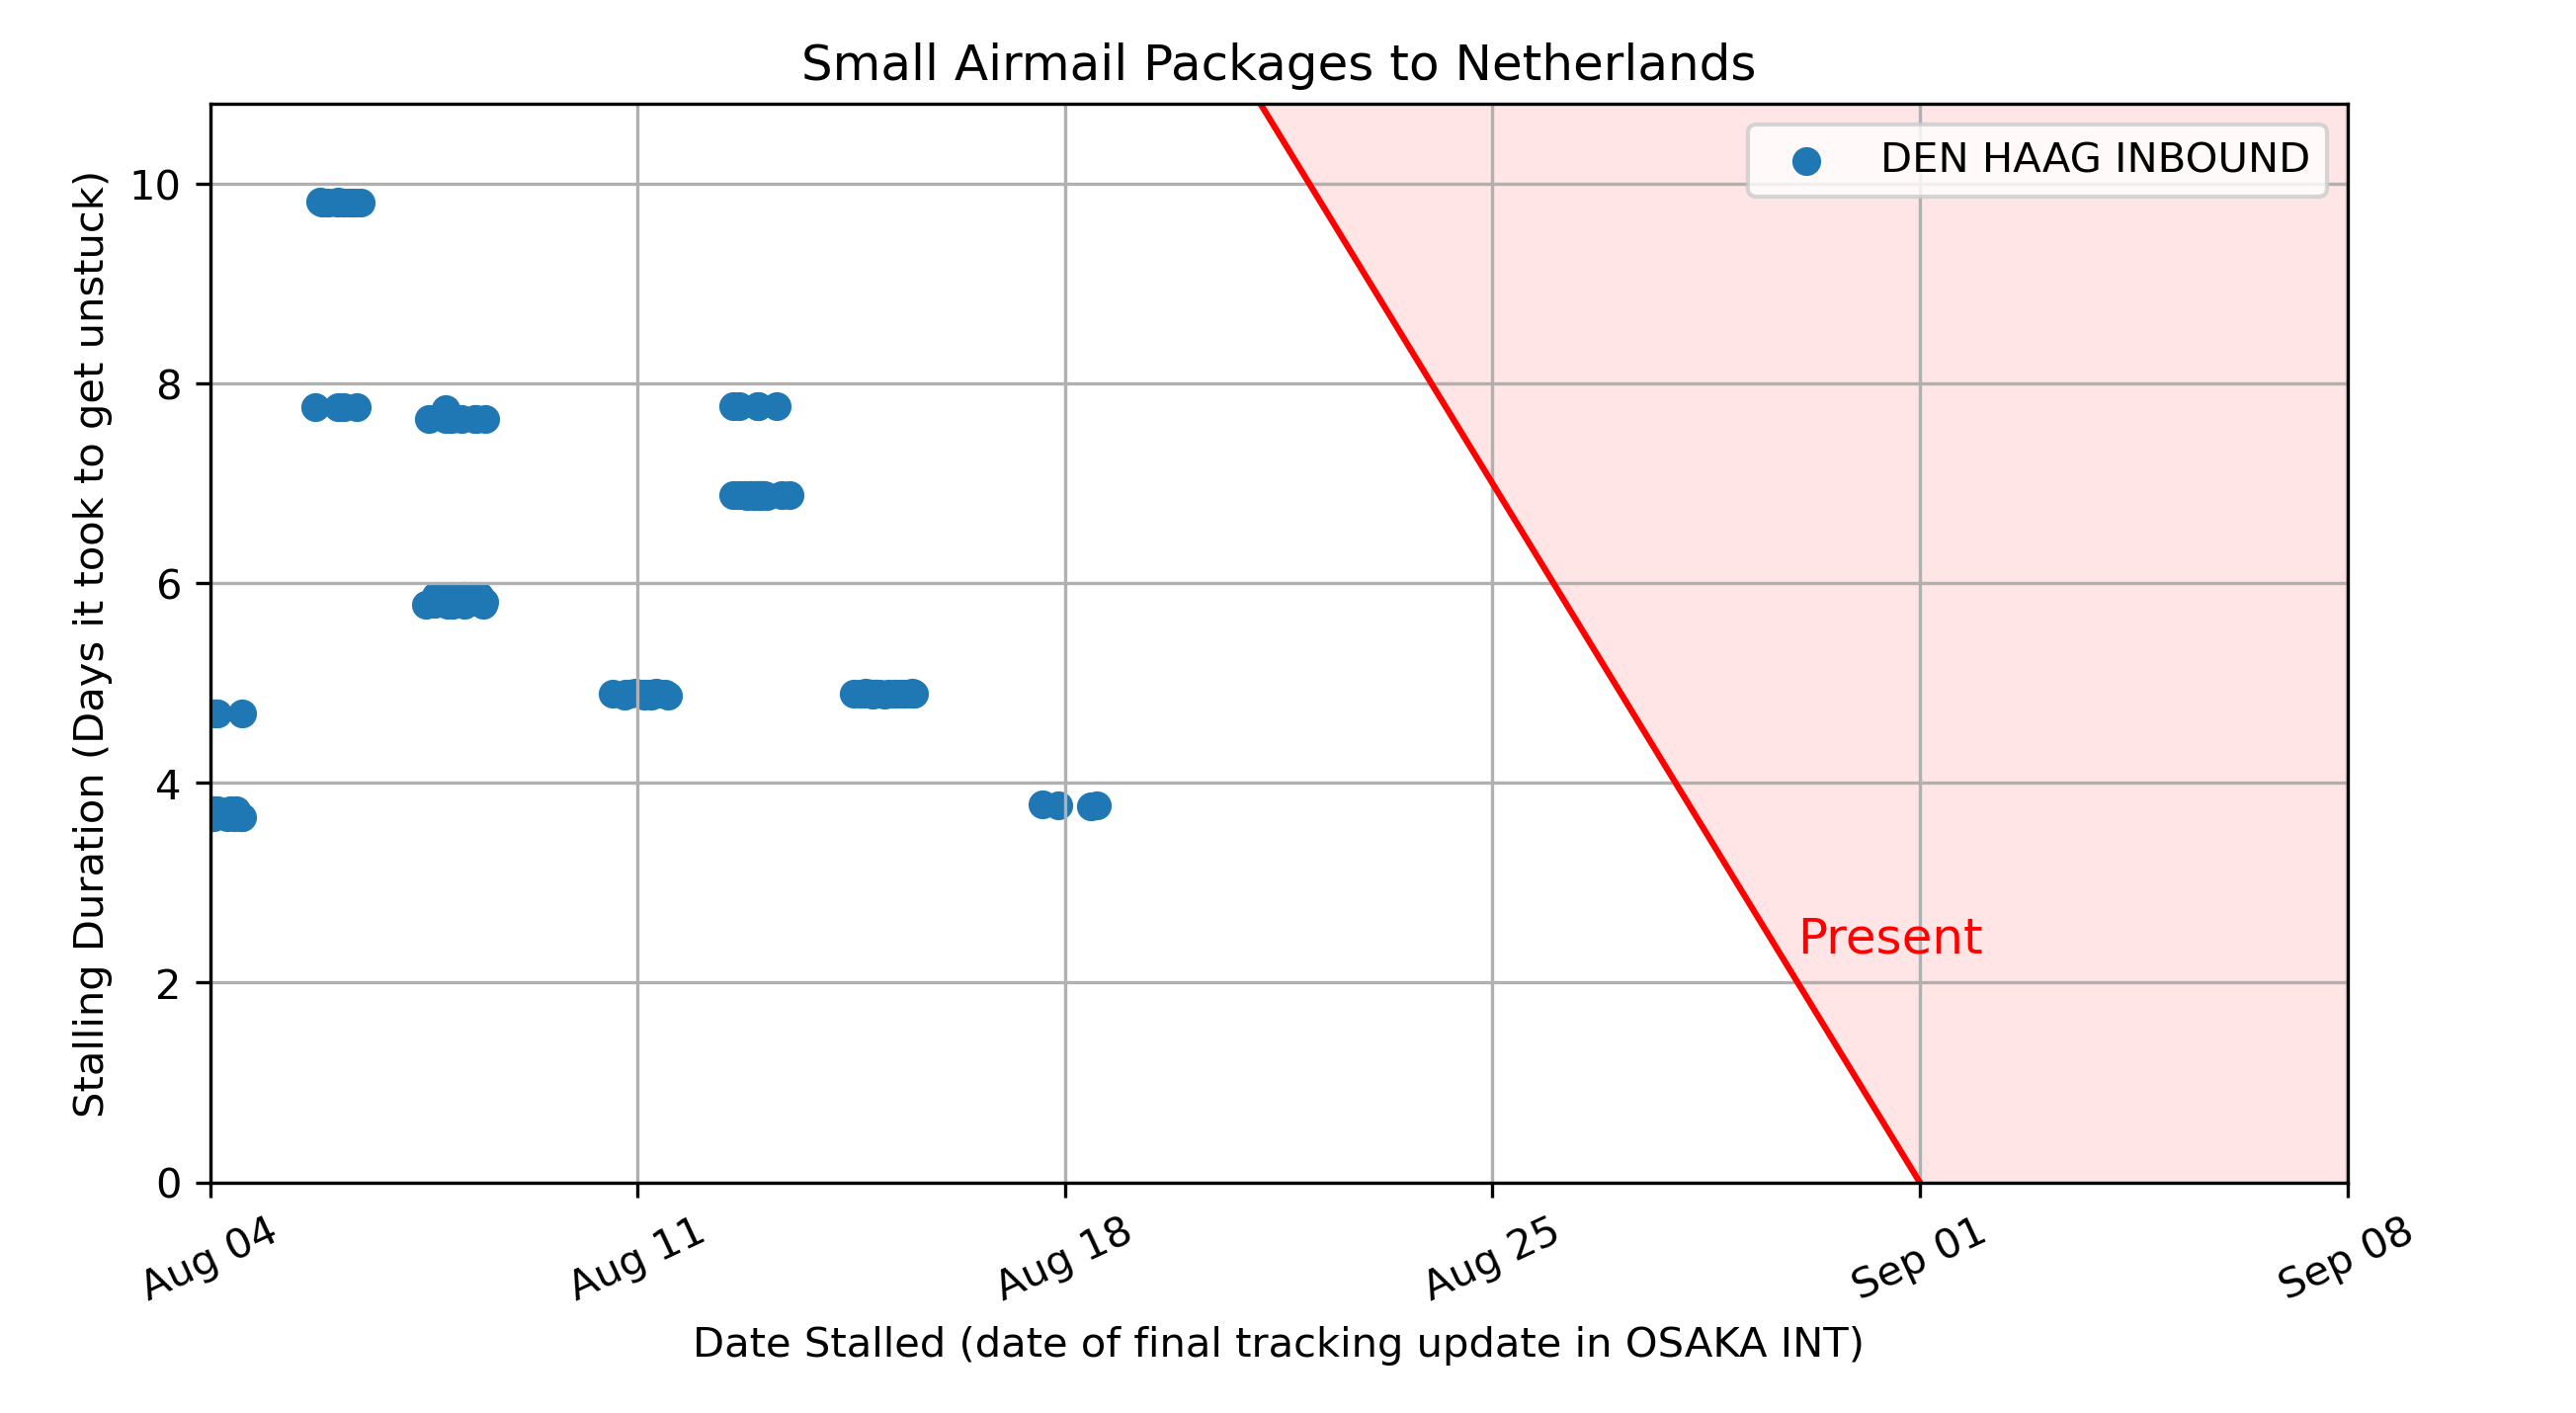 Small Airmail Packages to Netherlands
DEN HAAG INBOUND
Stalling Duration (Days it took to get unstuck)
10
8
6
4
2
0
Present
Aug 04
Aug 11
Aug 18
Aug 25
Sep 01
Sep 08
Date Stalled (date of final tracking update in OSAKA INT)